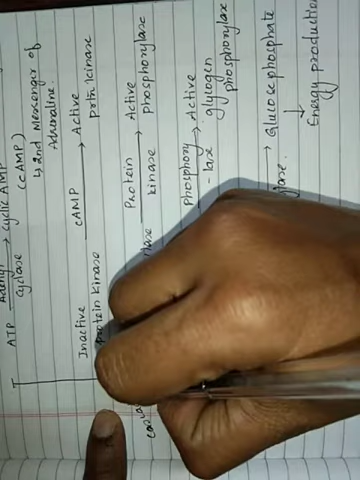 ATP → Cyclic AMP
cyclase (cAMP)
↳ 2nd Messenger of
Adrenaline.
Inactive cAMP → Active
protein kinase protein kinase
Protein → Active
kinase phosphorylase
phosphory → Active
- lase glycogen
phosphorylase
→ Glucose phosphate
↓
Energy production